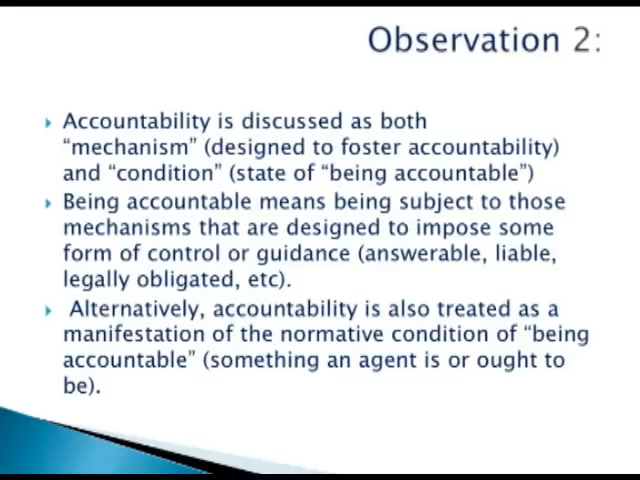 Observation 2:
Accountability is discussed as both
“mechanism” (designed to foster accountability)
and “condition” (state of “being accountable”)
Being accountable means being subject to those
mechanisms that are designed to impose some
form of control or guidance (answerable, liable,
legally obligated, etc).
Alternatively, accountability is also treated as a
manifestation of the normative condition of “being
accountable” (something an agent is or ought to
be).